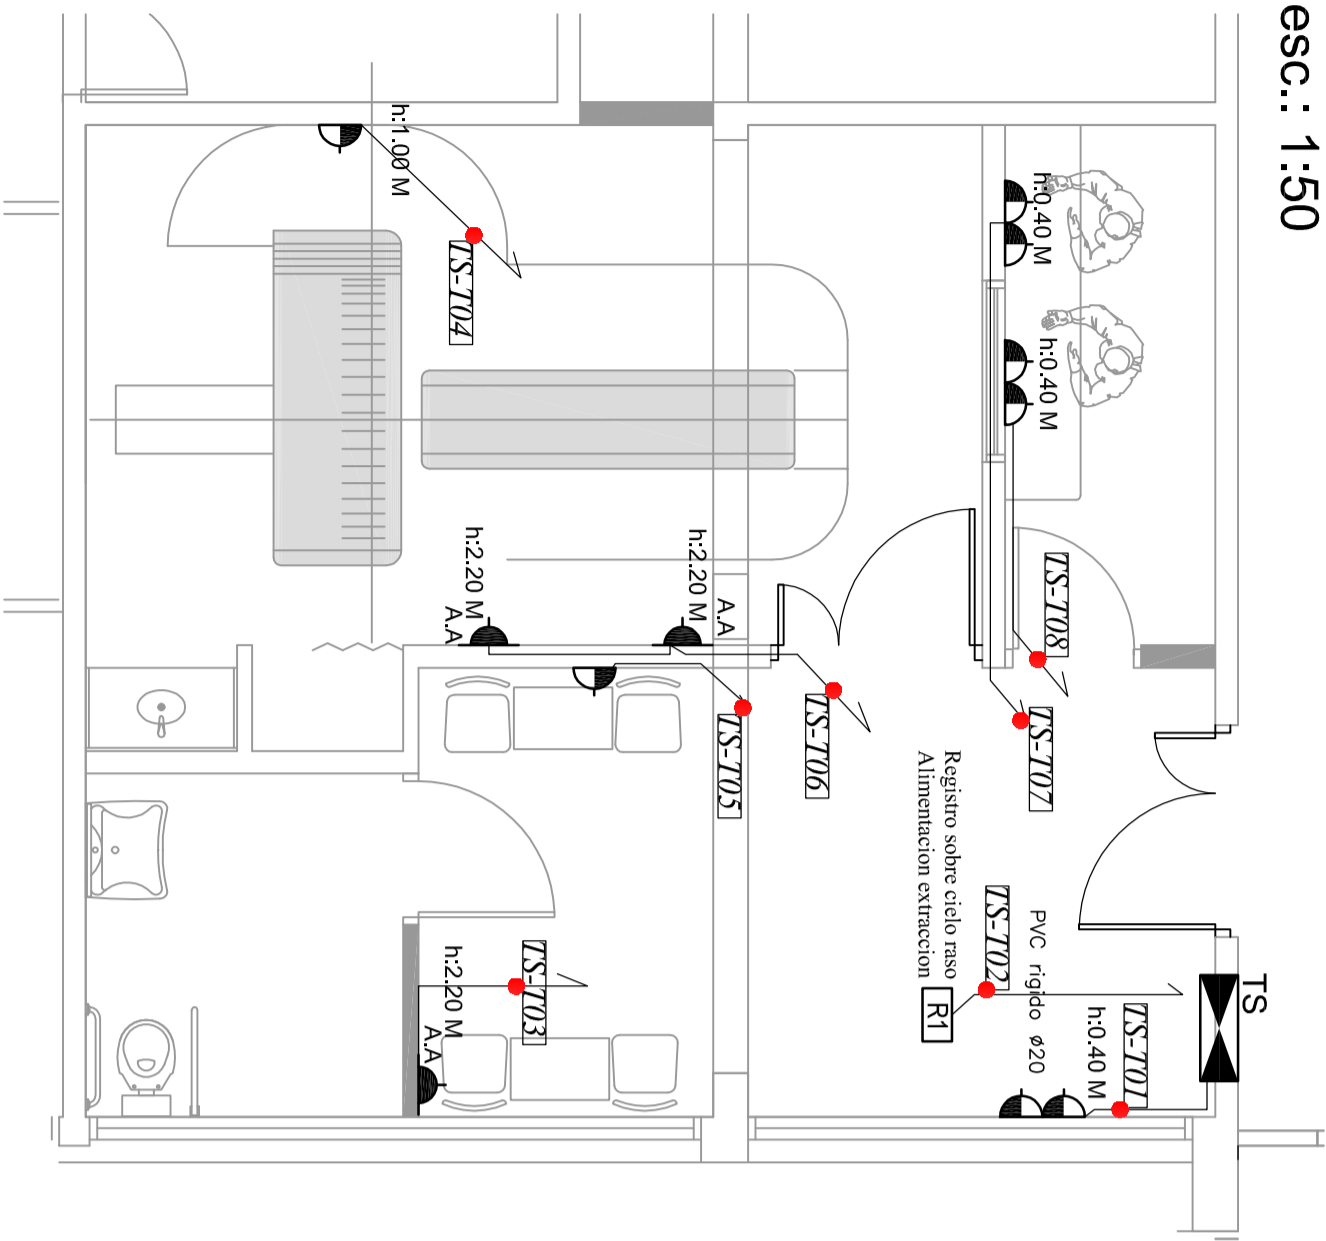 esc.: 1:50
h:1.00 M
TS-T04
h:0.40 M
h:0.40 M
h:2.20 M
A.A
h:2.20 M
A.A
TS-T08
TS-T07
TS-T06
TS-T05
Registro sobre cielo raso
Alimentacion extraccion
R1
TS-T02
PVC rigido ø20
TS
TS-T01
h:0.40 M
TS-T03
h:2.20 M
A.A